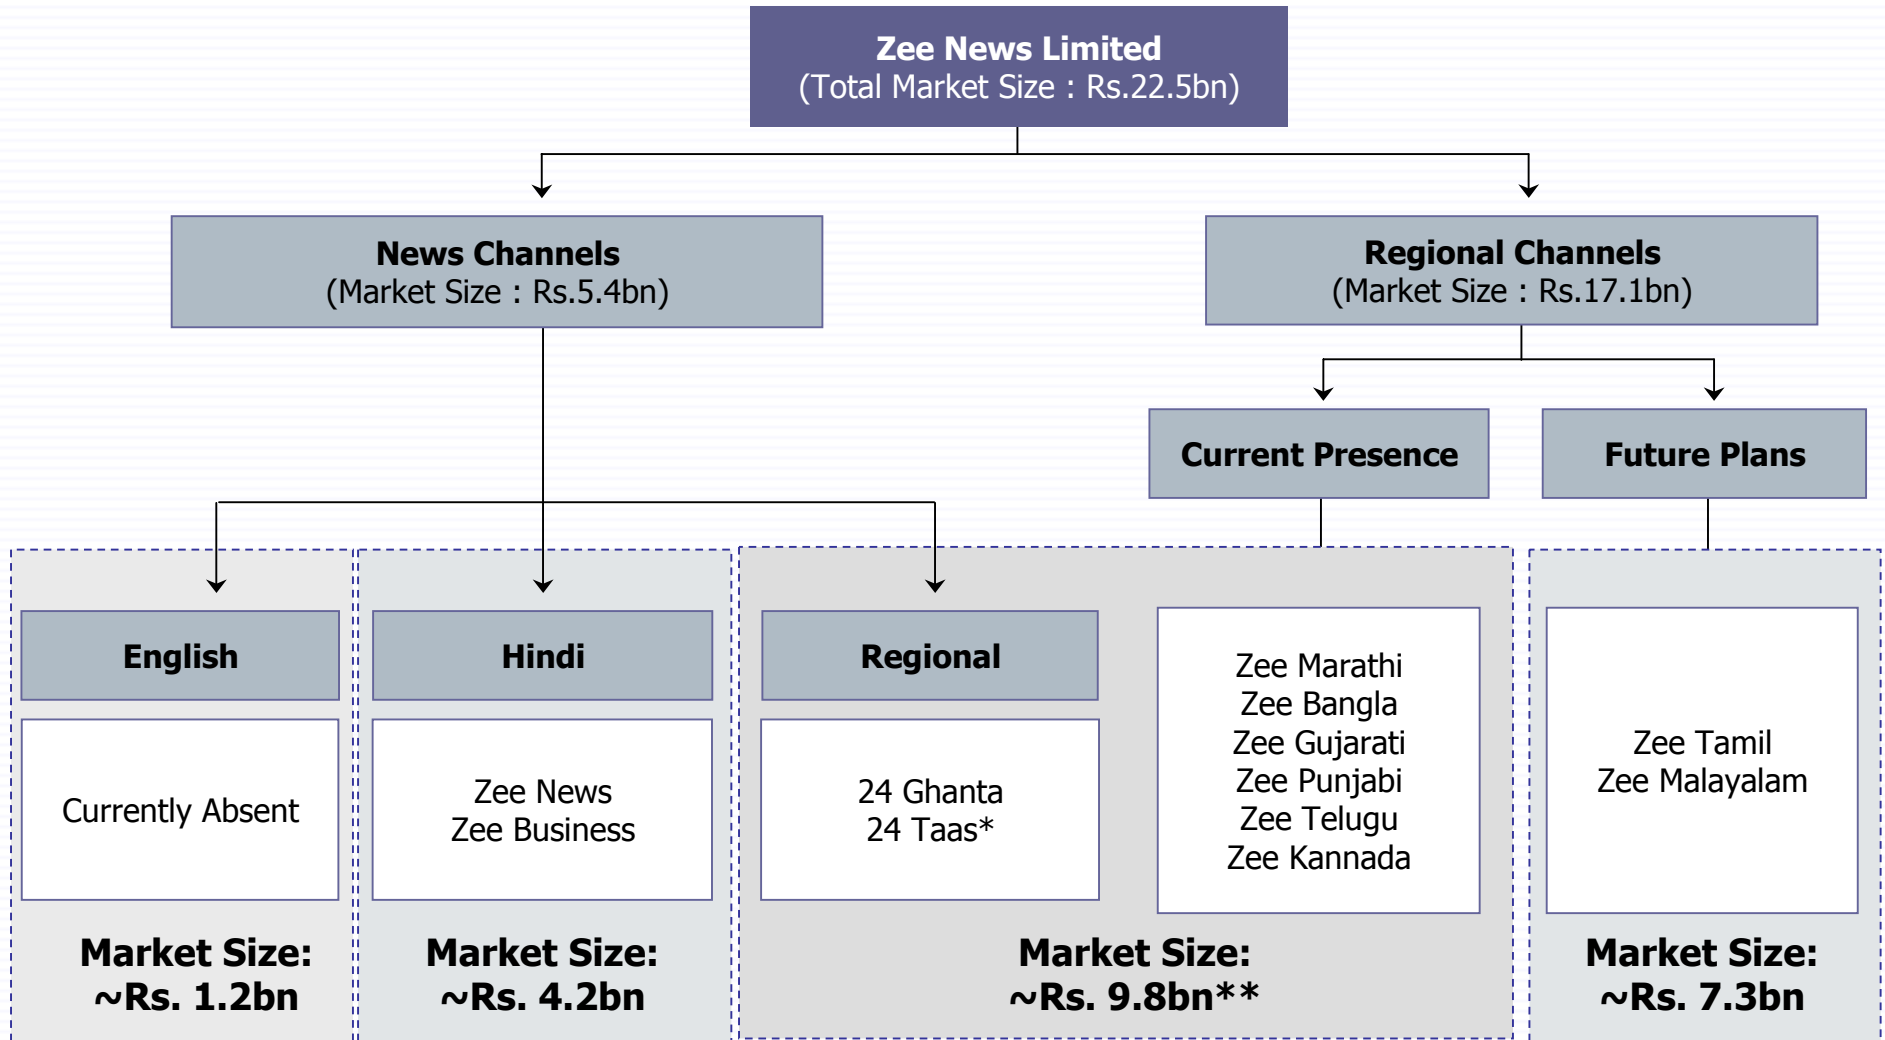 Zee News Limited
(Total Market Size : Rs.22.5bn)
News Channels
(Market Size : Rs.5.4bn)
Regional Channels
(Market Size : Rs.17.1bn)
Current Presence
Future Plans
English
Currently Absent
Market Size:
~Rs. 1.2bn
Hindi
Zee News
Zee Business
Market Size:
~Rs. 4.2bn
Regional
24 Ghanta
24 Taas*
Zee Marathi
Zee Bangla
Zee Gujarati
Zee Punjabi
Zee Telugu
Zee Kannada
Market Size:
~Rs. 9.8bn**
Zee Tamil
Zee Malayalam
Market Size:
~Rs. 7.3bn